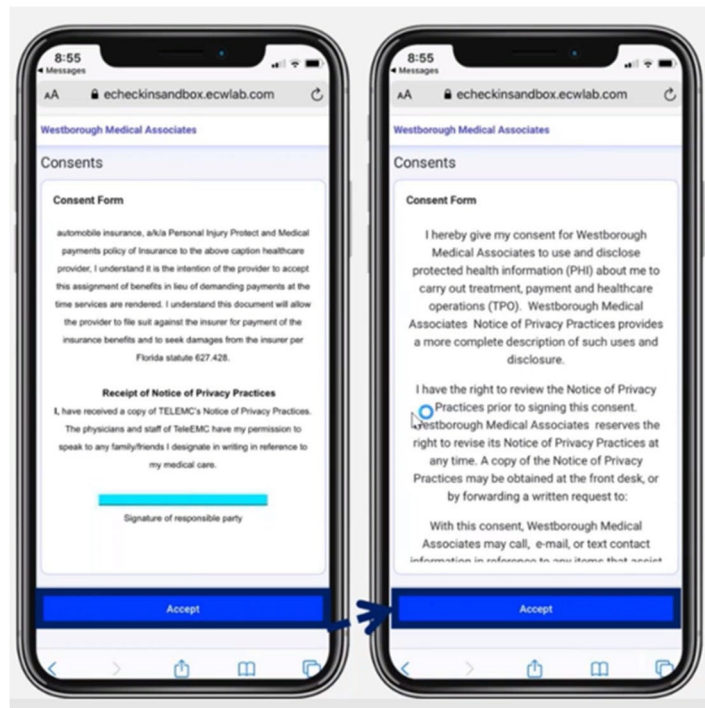 8:55
Messages
AA echeckinsandbox.ecwlab.com
Westborough Medical Associates
Consents
Consent Form
automobile insurance, a/k/a Personal Injury Protect and Medical
payments policy of Insurance to the above caption healthcare
provider, I understand it is the intention of the provider to accept
this assignment of benefits in lieu of demanding payments at the
time services are rendered. I understand this document will allow
the provider to file suit against the insurer for payment of the
insurance benefits and to seek damages from the insurer per
Florida statute 627.428.
Receipt of Notice of Privacy Practices
I, have received a copy of TELEMC's Notice of Privacy Practices.
The physicians and staff of TeleEMC have my permission to
speak to any family/friends I designate in writing in reference to
my medical care.
Signature of responsible party
Accept
8:55
Messages
AA echeckinsandbox.ecwlab.com
Westborough Medical Associates
Consents
Consent Form
I hereby give my consent for Westborough
Medical Associates to use and disclose
protected health information (PHI) about me to
carry out treatment, payment and healthcare
operations (TPO). Westborough Medical
Associates Notice of Privacy Practices provides
a more complete description of such uses and
disclosure.
I have the right to review the Notice of Privacy
Practices prior to signing this consent.
Westborough Medical Associates reserves the
right to revise its Notice of Privacy Practices at
any time. A copy of the Notice of Privacy
Practices may be obtained at the front desk, or
by forwarding a written request to:
With this consent, Westborough Medical
Associates may call, e-mail, or text contact
information in reference to any items that assist
Accept